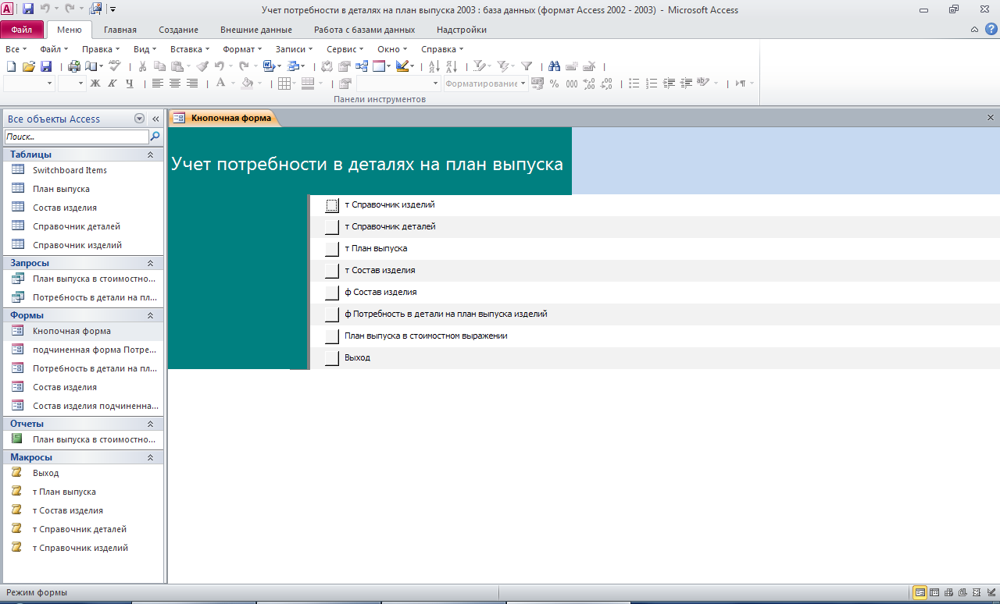 Учет потребности в деталях на план выпуска 2003 : база данных (формат Access 2002 - 2003) - Microsoft Access
Файл Меню Главная Создание Внешние данные Работа с базами данных Надстройки
Все Файл Правка Вид Вставка Формат Записи Сервис Окно Справка
Ж К Ч Форматирование % 000
Панели инструментов
Все объекты Access
Поиск...
Таблицы
Switchboard Items
План выпуска
Состав изделия
Справочник деталей
Справочник изделий
Запросы
План выпуска в стоимостно...
Потребность в детали на пл...
Формы
Кнопочная форма
подчиненная форма Потре...
Потребность в детали на пл...
Состав изделия
Состав изделия подчиненна...
Отчеты
План выпуска в стоимостно...
Макросы
Выход
т План выпуска
т Состав изделия
т Справочник деталей
т Справочник изделий
Кнопочная форма
Учет потребности в деталях на план выпуска
т Справочник изделий
т Справочник деталей
т План выпуска
т Состав изделия
ф Состав изделия
ф Потребность в детали на план выпуска изделий
План выпуска в стоимостном выражении
Выход
Режим формы